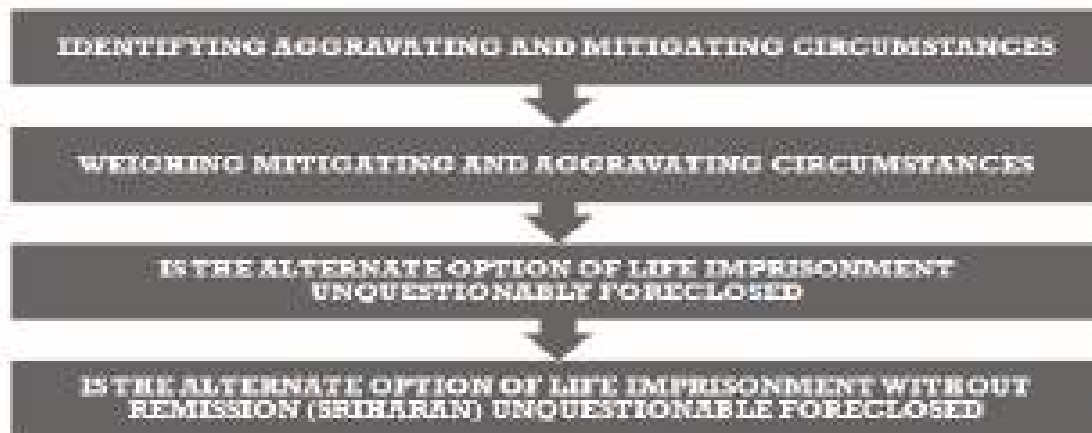 IDENTIFYING AGGRAVATING AND MITIGATING CIRCUMSTANCES
WEIGHING MITIGATING AND AGGRAVATING CIRCUMSTANCES
IS THE ALTERNATE OPTION OF LIFE IMPRISONMENT
UNQUESTIONABLY FORECLOSED
IS THE ALTERNATE OPTION OF LIFE IMPRISONMENT WITHOUT
REMISSION (SRIHARAN) UNQUESTIONABLE FORECLOSED